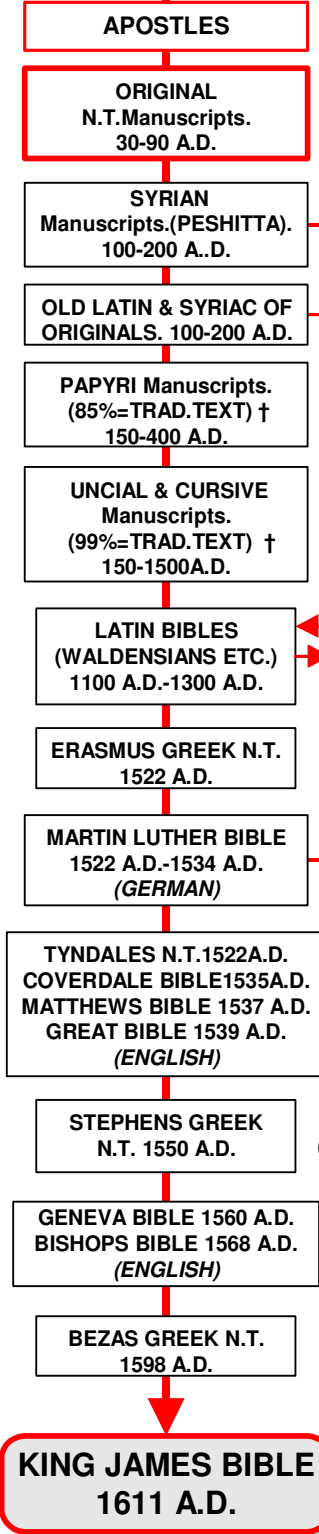 APOSTLES
ORIGINAL
N.T.Manuscripts.
30-90 A.D.
SYRIAN
Manuscripts.(PESHITTA).
100-200 A..D.
OLD LATIN & SYRIAC OF
ORIGINALS. 100-200 A.D.
PAPYRI Manuscripts.
(85%=TRAD.TEXT) †
150-400 A.D.
UNCIAL & CURSIVE
Manuscripts.
(99%=TRAD.TEXT) †
150-1500A.D.
LATIN BIBLES
(WALDENSIANS ETC.)
1100 A.D.-1300 A.D.
ERASMUS GREEK N.T.
1522 A.D.
MARTIN LUTHER BIBLE
1522 A.D.-1534 A.D.
(GERMAN)
TYNDALES N.T.1522A.D.
COVERDALE BIBLE1535A.D.
MATTHEWS BIBLE 1537 A.D.
GREAT BIBLE 1539 A.D.
(ENGLISH)
STEPHENS GREEK
N.T. 1550 A.D.
GENEVA BIBLE 1560 A.D.
BISHOPS BIBLE 1568 A.D.
(ENGLISH)
BEZAS GREEK N.T.
1598 A.D.
KING JAMES BIBLE
1611 A.D.